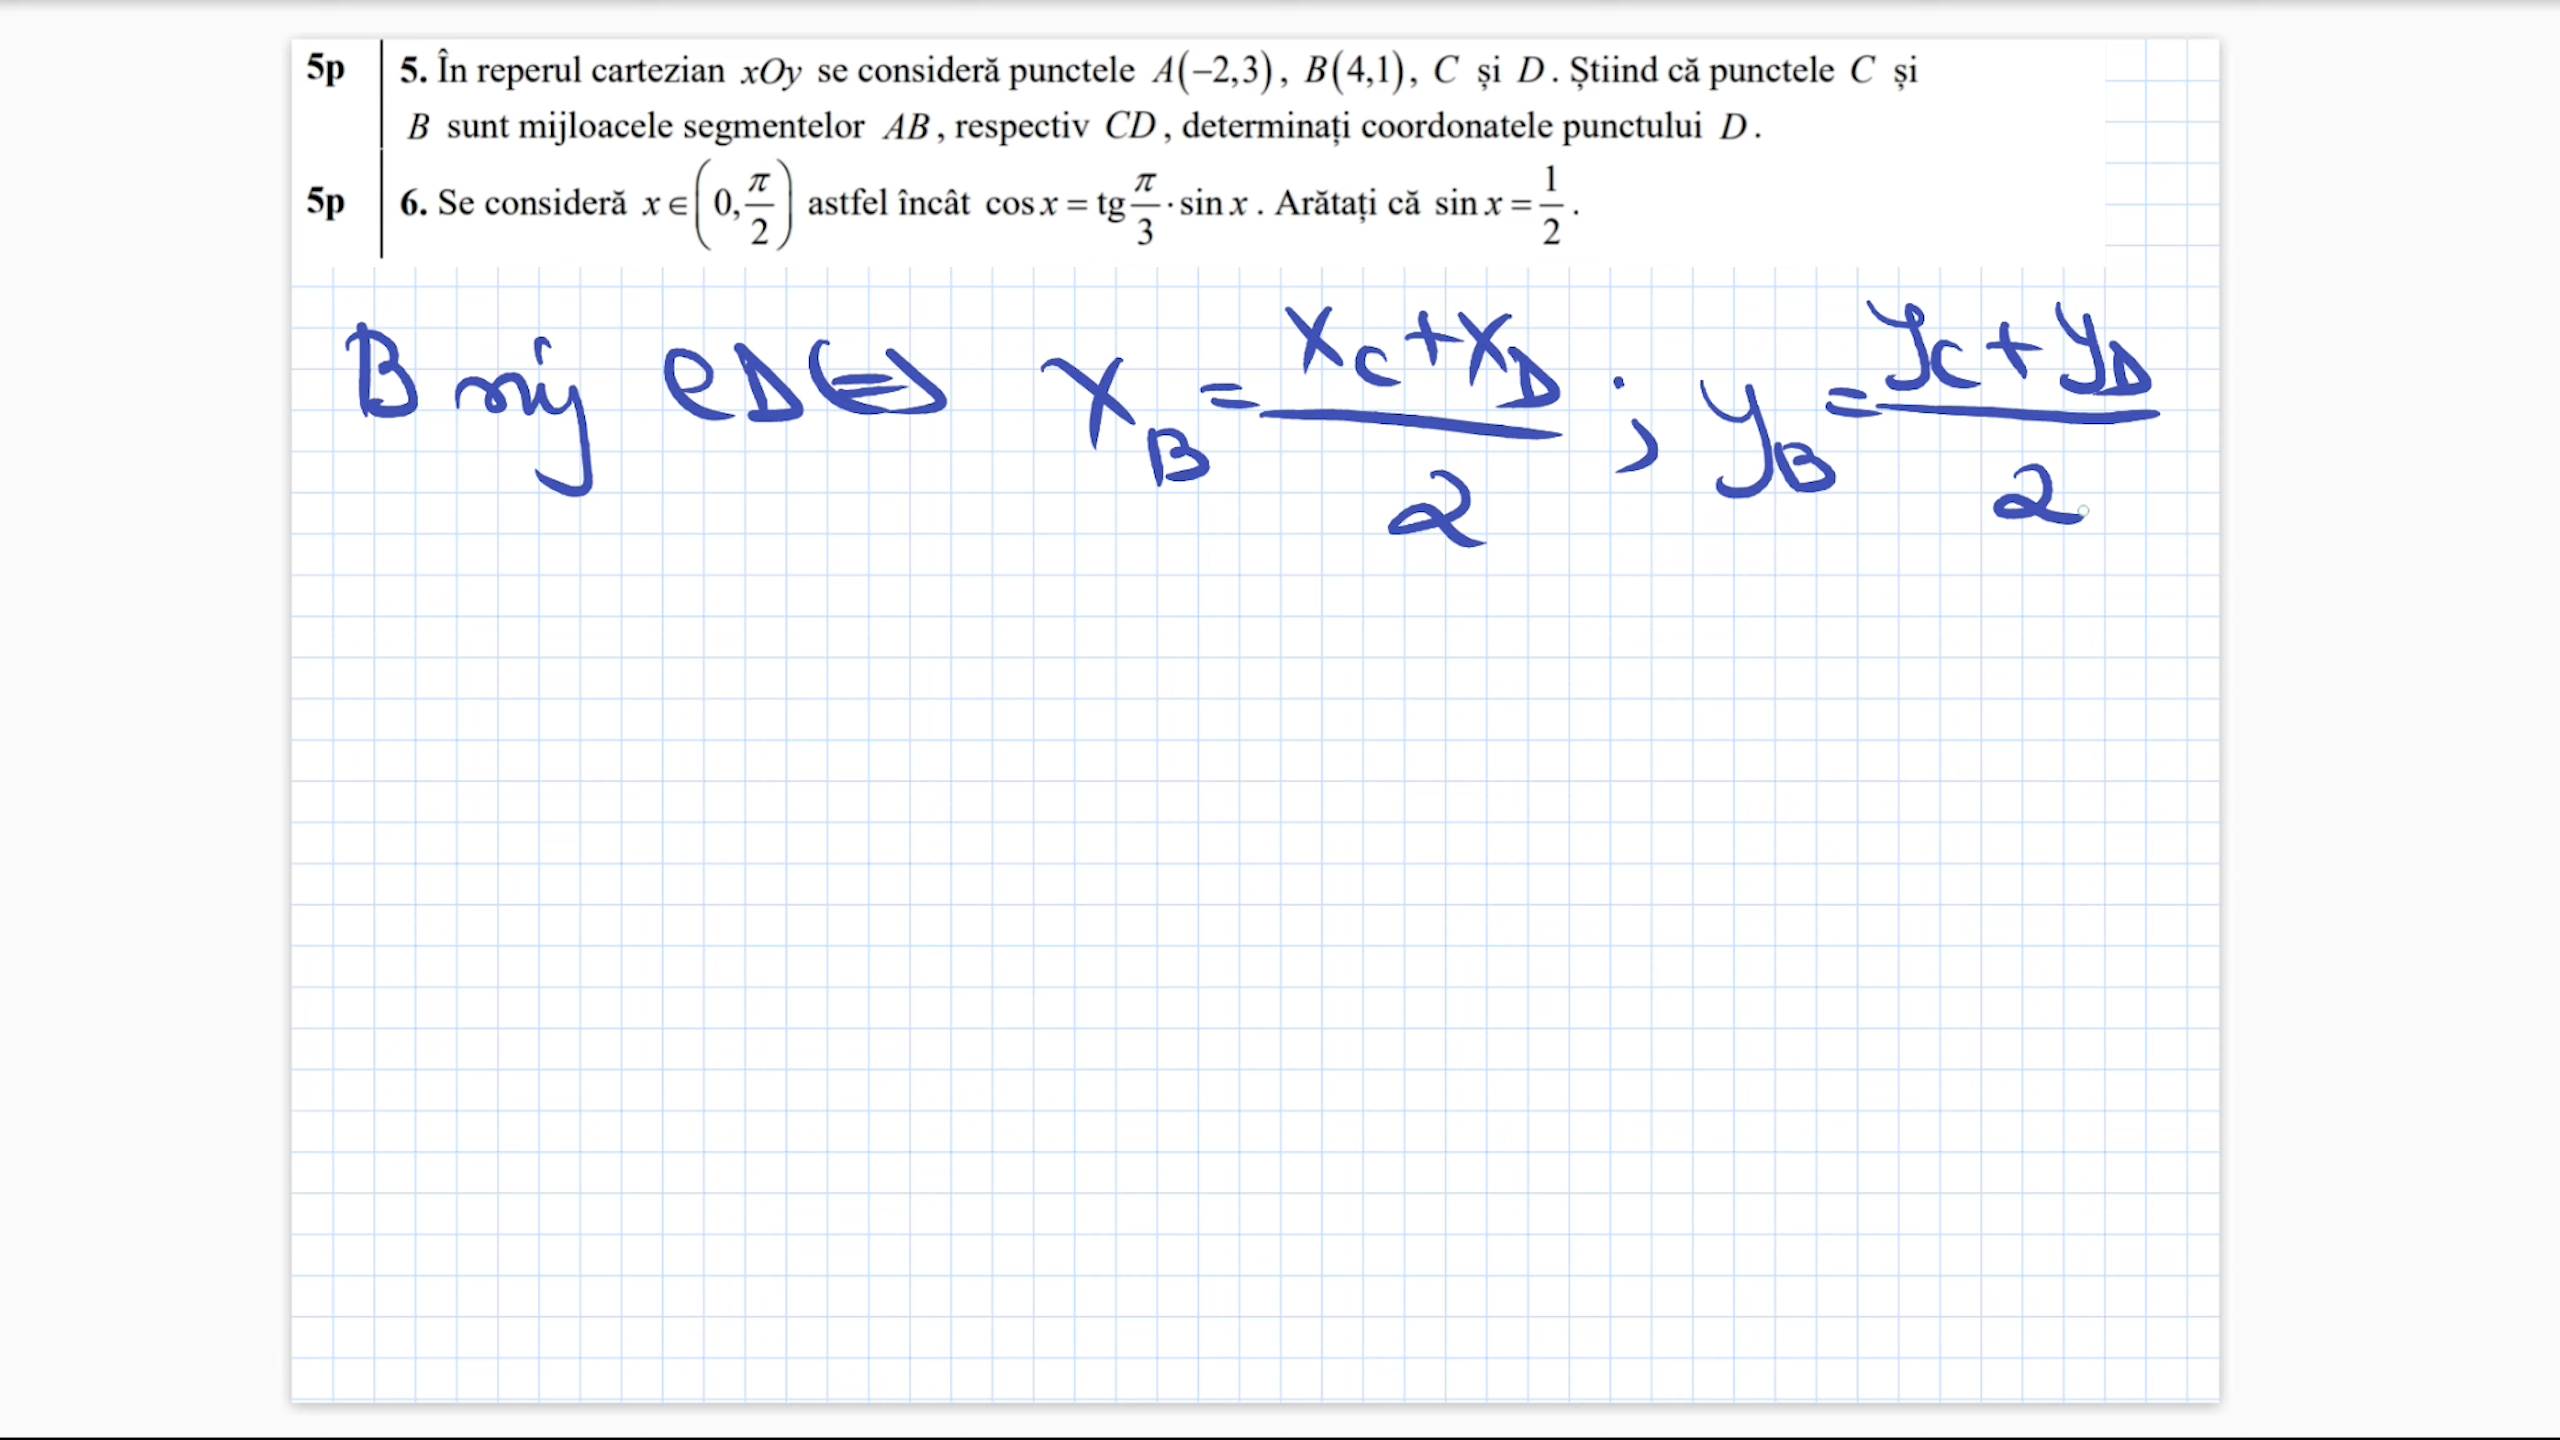 5p 5. În reperul cartezian xOy se consideră punctele A(−2,3), B(4,1), C și D. Știind că punctele C și
B sunt mijloacele segmentelor AB, respectiv CD, determinați coordonatele punctului D.
5p 6. Se consideră x∈(0, π/2) astfel încât cos x = tg π/3 · sin x. Arătați că sin x = 1/2.
B mij CD ⇔ x_B = (x_C + x_D)/2 ; y_B = (y_C + y_D)/2